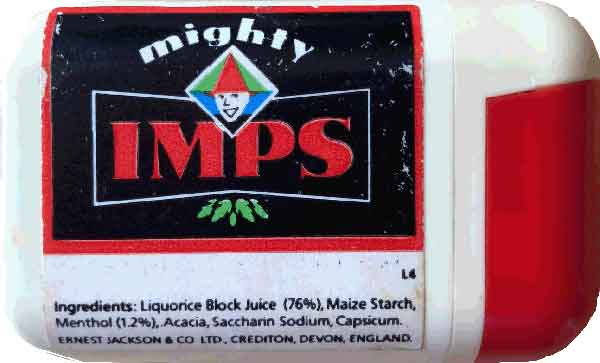 mighty
IMPS
L4
Ingredients: Liquorice Block Juice (76%), Maize Starch,
Menthol (1.2%), Acacia, Saccharin Sodium, Capsicum.
ERNEST JACKSON & CO LTD., CREDITON, DEVON, ENGLAND.